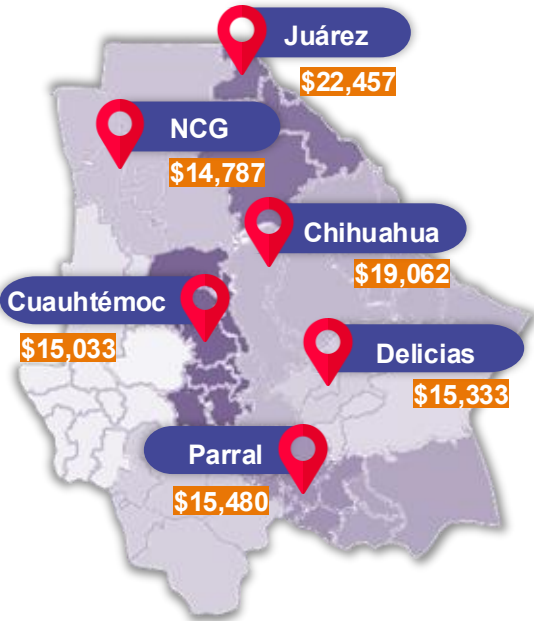 Juárez
$22,457
NCG
$14,787
Chihuahua
$19,062
Cuauhtémoc
$15,033
Delicias
$15,333
Parral
$15,480